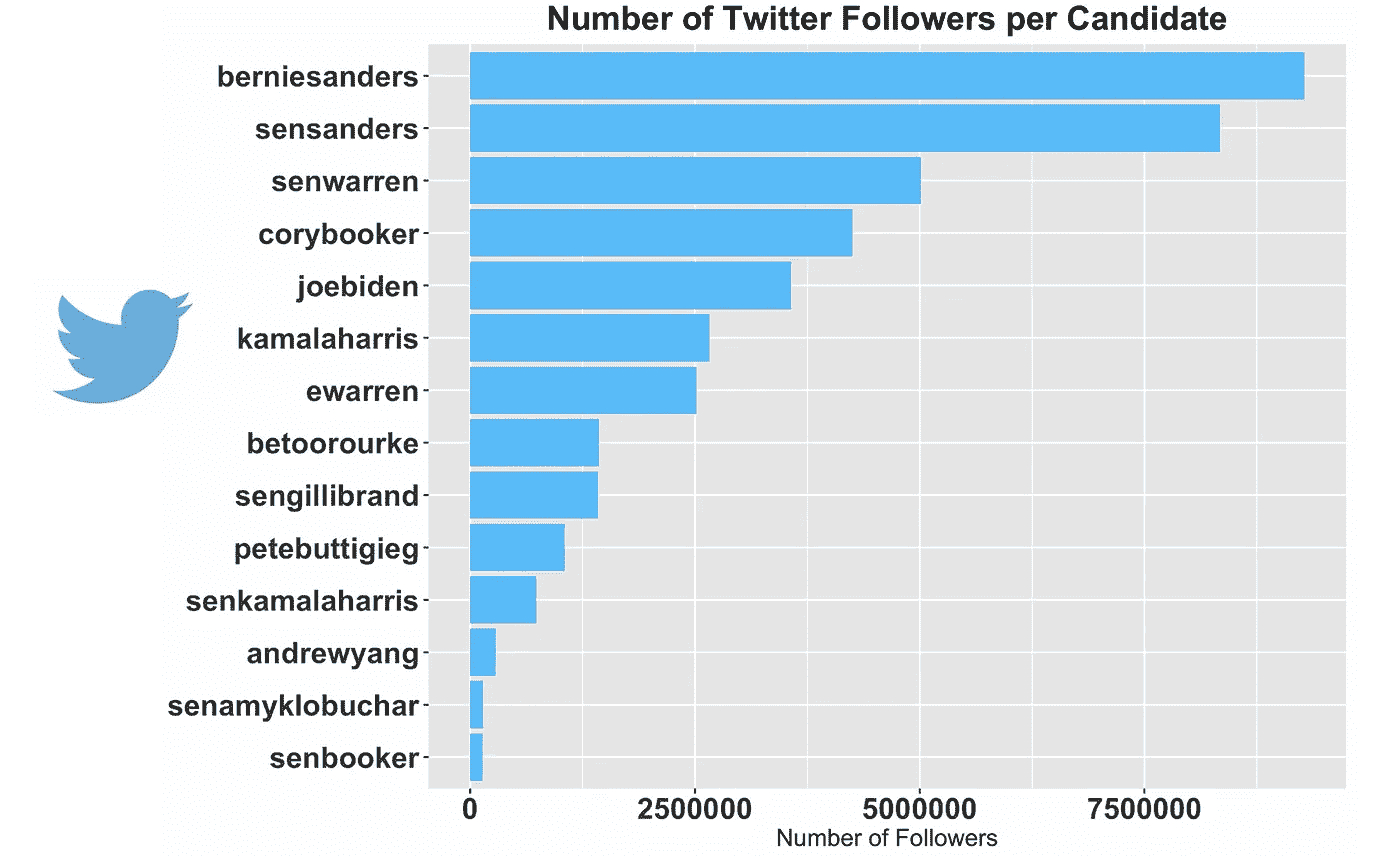 Number of Twitter Followers per Candidate
berniesanders
sensanders
senwarren
corybooker
joebiden
kamalaharris
ewarren
betoorourke
sengillibrand
petebuttigieg
senkamalaharris
andrewyang
senamyklobuchar
senbooker
0 2500000 5000000 7500000
Number of Followers